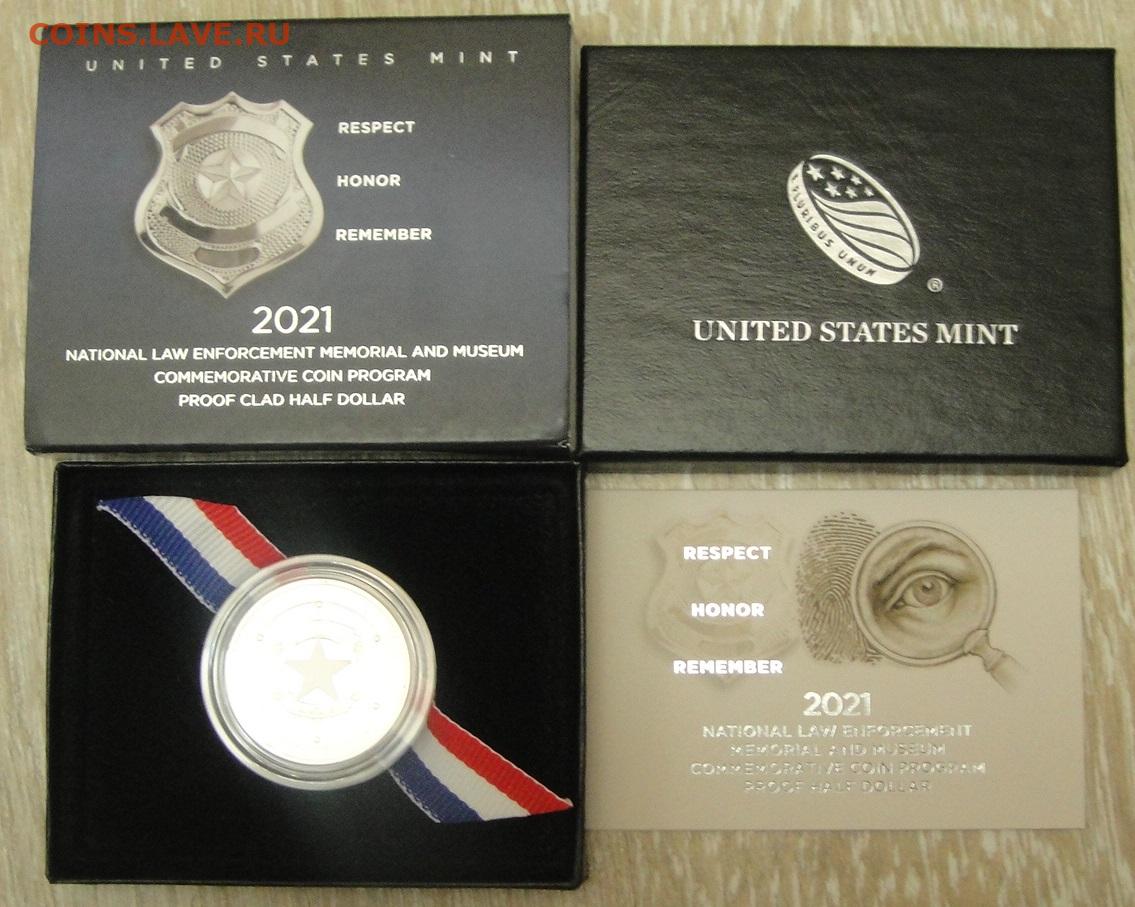 COINS.LAVE.RU
UNITED STATES MINT
RESPECT
HONOR
REMEMBER
2021
NATIONAL LAW ENFORCEMENT MEMORIAL AND MUSEUM
COMMEMORATIVE COIN PROGRAM
PROOF CLAD HALF DOLLAR
E PLURIBUS UNUM
®
UNITED STATES MINT
RESPECT
HONOR
REMEMBER
2021
NATIONAL LAW ENFORCEMENT
MEMORIAL AND MUSEUM
COMMEMORATIVE COIN PROGRAM
PROOF HALF DOLLAR